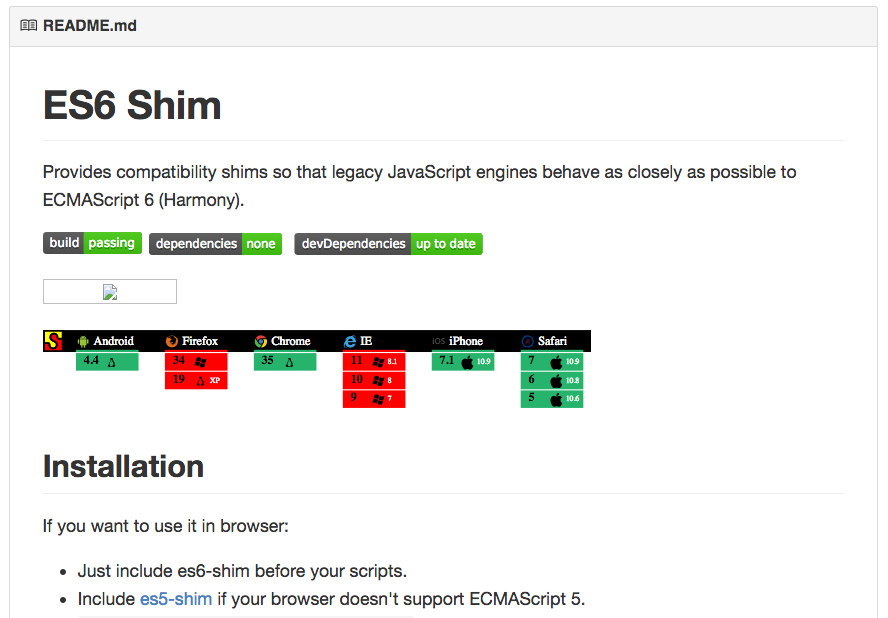 README.md
ES6 Shim
Provides compatibility shims so that legacy JavaScript engines behave as closely as possible to
ECMAScript 6 (Harmony).
build passing dependencies none devDependencies up to date
S Android Firefox Chrome IE iOS iPhone Safari
4.4 34 35 11 8.1 7.1 10.9 7 10.9
19 XP 10 8 6 10.8
9 7 5 10.6
Installation
If you want to use it in browser:
• Just include es6-shim before your scripts.
• Include es5-shim if your browser doesn't support ECMAScript 5.